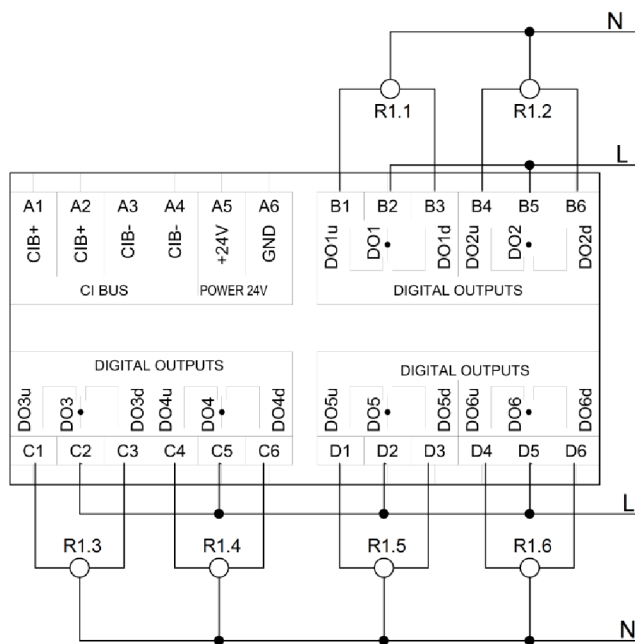 N
R1.1 R1.2
L
A1 A2 A3 A4 A5 A6
CIB+ CIB+ CIB- CIB- +24V GND
CI BUS POWER 24V
B1 B2 B3 B4 B5 B6
DO1u DO1 DO1d DO2u DO2 DO2d
DIGITAL OUTPUTS
DIGITAL OUTPUTS
DO3u DO3 DO3d DO4u DO4 DO4d
C1 C2 C3 C4 C5 C6
DIGITAL OUTPUTS
DO5u DO5 DO5d DO6u DO6 DO6d
D1 D2 D3 D4 D5 D6
L
R1.3 R1.4 R1.5 R1.6
N